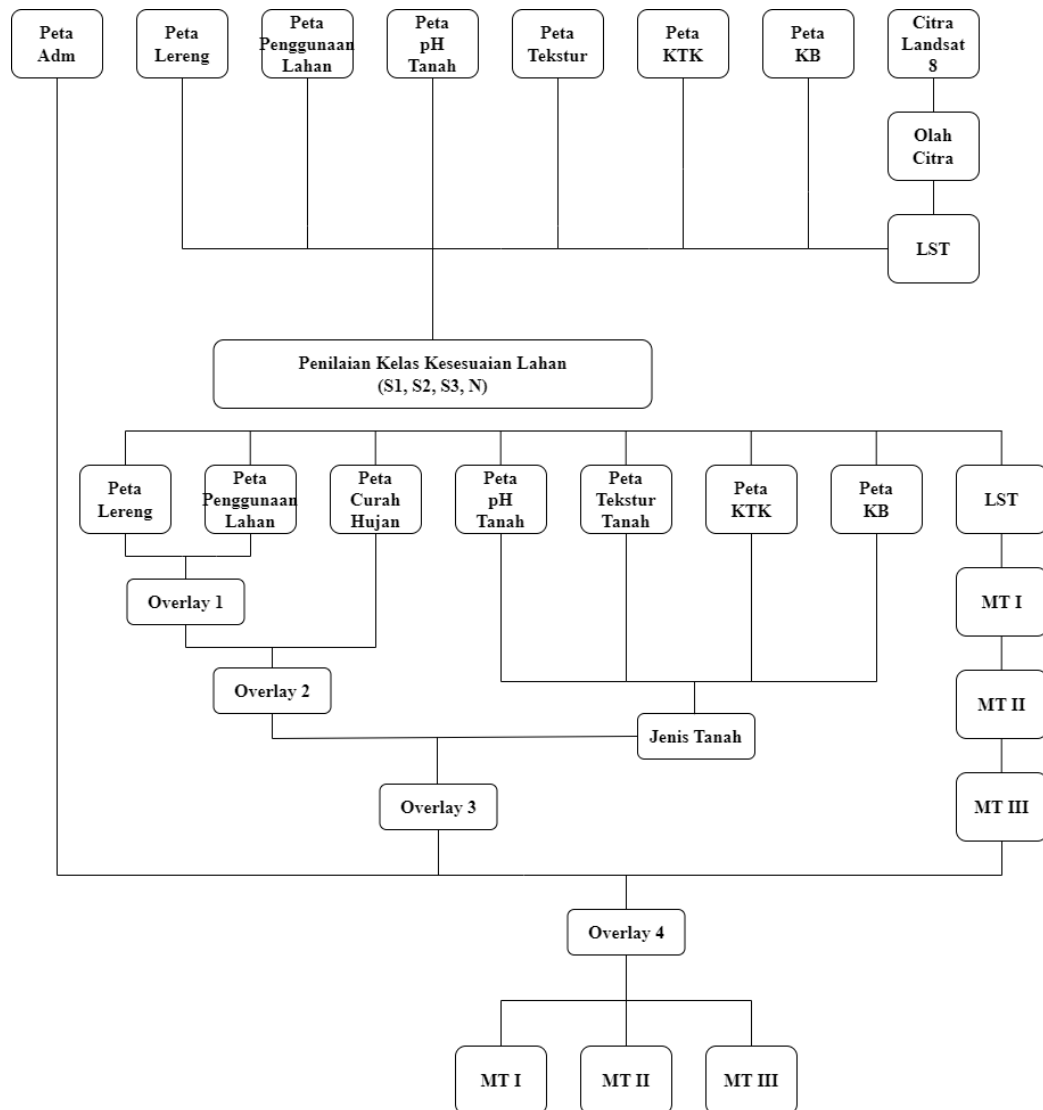 Peta
Adm
Peta
Lereng
Peta
Penggunaan
Lahan
Peta
pH
Tanah
Peta
Tekstur
Peta
KTK
Peta
KB
Citra
Landsat
8
Olah
Citra
LST
Penilaian Kelas Kesesuaian Lahan
(S1, S2, S3, N)
Peta
Lereng
Peta
Penggunaan
Lahan
Peta
Curah
Hujan
Peta
pH
Tanah
Peta
Tekstur
Tanah
Peta
KTK
Peta
KB
LST
Overlay 1
MT I
Overlay 2
MT II
Jenis Tanah
Overlay 3
MT III
Overlay 4
MT I
MT II
MT III